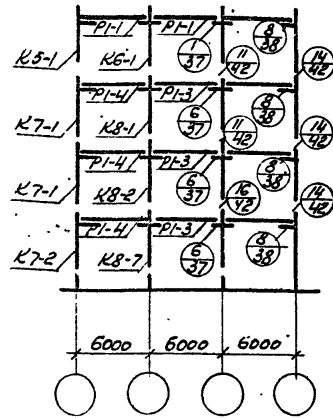 P1-1 P1-1 8/38
K5-1 K6-1 1/37 11/42 14/42
P1-4 P1-3 8/38
K7-1 K8-1 6/37 11/42 14/42
P1-4 P1-3 8/38
K7-1 K8-2 6/37 16/42 14/42
P1-4 P1-3 8/38
K7-2 K8-7 6/37
6000 6000 6000